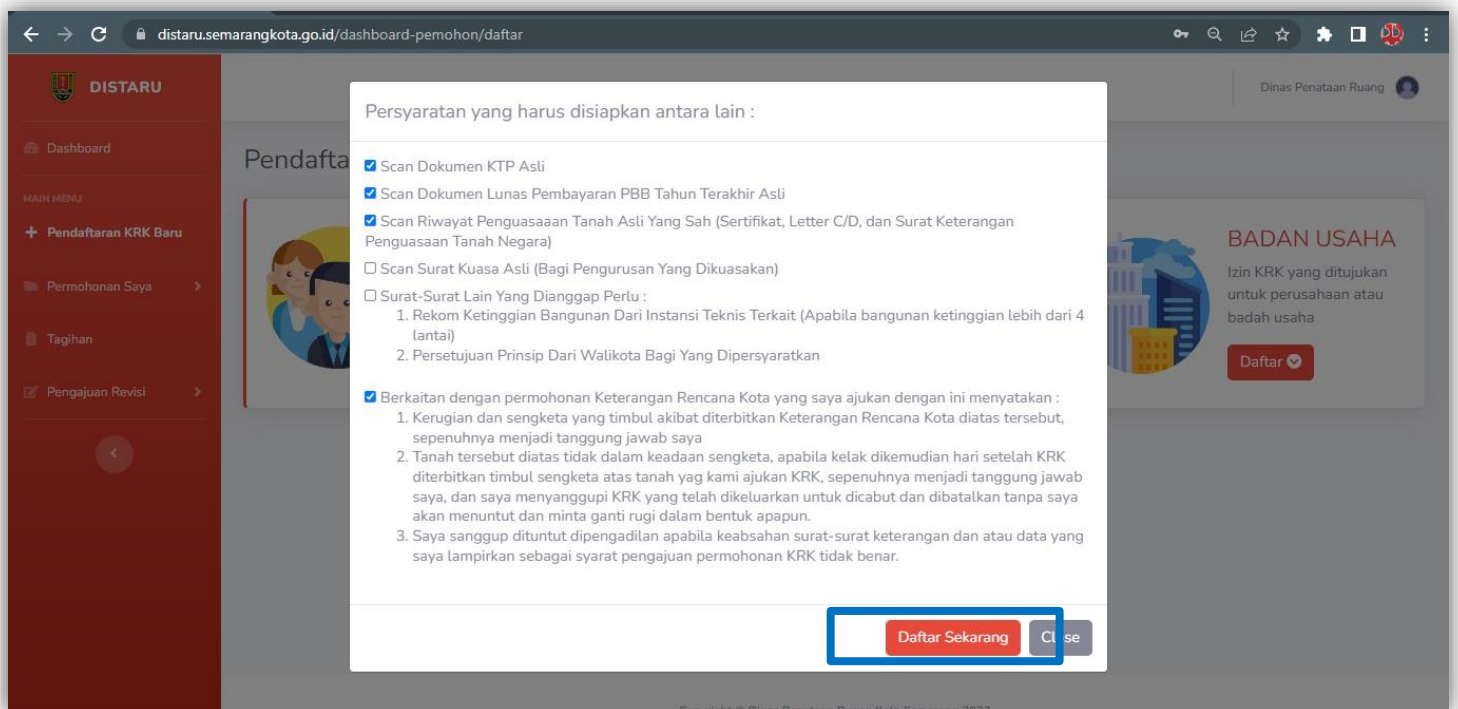 distaru.semarangkota.go.id/dashboard-pemohon/daftar
DISTARU
Dinas Penataan Ruang
Dashboard
MAIN MENU
Pendaftaran KRK Baru
Permohonan Saya
Tagihan
Pengajuan Revisi
Pendafta
Persyaratan yang harus disiapkan antara lain :
Scan Dokumen KTP Asli
Scan Dokumen Lunas Pembayaran PBB Tahun Terakhir Asli
Scan Riwayat Penguasaaan Tanah Asli Yang Sah (Sertifikat, Letter C/D, dan Surat Keterangan
Penguasaan Tanah Negara)
Scan Surat Kuasa Asli (Bagi Pengurusan Yang Dikuasakan)
Surat-Surat Lain Yang Dianggap Perlu :
1. Rekom Ketinggian Bangunan Dari Instansi Teknis Terkait (Apabila bangunan ketinggian lebih dari 4
lantai)
2. Persetujuan Prinsip Dari Walikota Bagi Yang Dipersyaratkan
Berkaitan dengan permohonan Keterangan Rencana Kota yang saya ajukan dengan ini menyatakan :
1. Kerugian dan sengketa yang timbul akibat diterbitkan Keterangan Rencana Kota diatas tersebut,
sepenuhnya menjadi tanggung jawab saya
2. Tanah tersebut diatas tidak dalam keadaan sengketa, apabila kelak dikemudian hari setelah KRK
diterbitkan timbul sengketa atas tanah yag kami ajukan KRK, sepenuhnya menjadi tanggung jawab
saya, dan saya menyanggupi KRK yang telah dikeluarkan untuk dicabut dan dibatalkan tanpa saya
akan menuntut dan minta ganti rugi dalam bentuk apapun.
3. Saya sanggup dituntut dipengadilan apabila keabsahan surat-surat keterangan dan atau data yang
saya lampirkan sebagai syarat pengajuan permohonan KRK tidak benar.
Daftar Sekarang
Close
BADAN USAHA
Izin KRK yang ditujukan
untuk perusahaan atau
badah usaha
Daftar